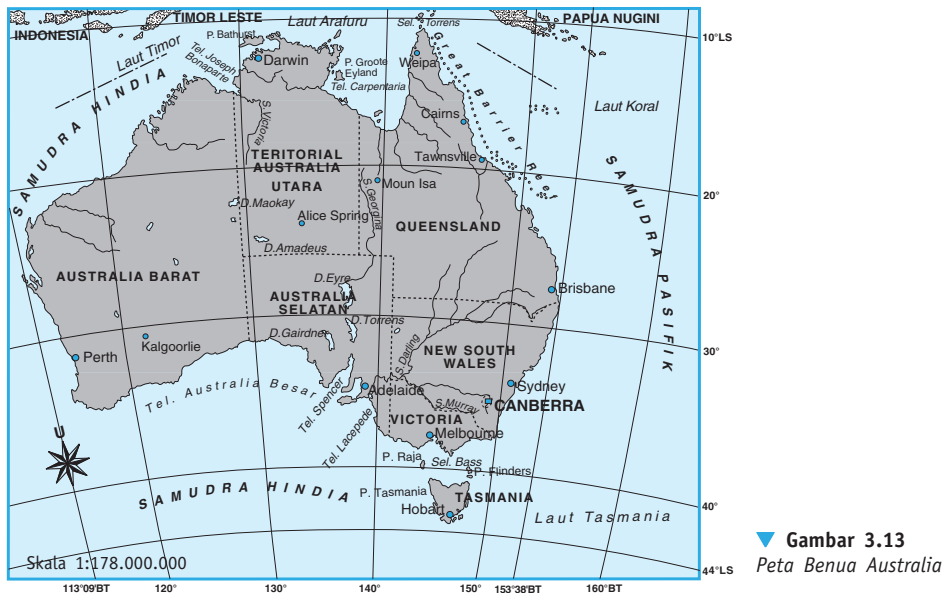 TIMOR LESTE
Laut Arafuru
Sel. Torrens
PAPUA NUGINI
INDONESIA
P. Bathurst
10°LS
Laut Timor
Tel. Joseph
Bonaparte
Darwin
P. Groote
Eyland
Tel. Carpentaria
Weipa
Great Barrier Reef
Laut Koral
SAMUDRA HINDIA
S. Victoria
Cairns
TERITORIAL
AUSTRALIA
UTARA
Tawnsville
SAMUDRA PASIFIK
S. Georgina
Moun Isa
20°
D.Maokay
Alice Spring
QUEENSLAND
D.Amadeus
AUSTRALIA BARAT
D.Eyre
AUSTRALIA
SELATAN
Brisbane
D.Torrens
D.Gairdner
Kalgoorlie
Perth
S. Darling
NEW SOUTH
WALES
30°
Tel. Australia Besar
Tel. Spencer
Adelaide
Sydney
S.Murray
CANBERRA
Tel. Lacepede
VICTORIA
Melbourne
U
P. Raja
Sel. Bass
P. Flinders
SAMUDRA HINDIA
P. Tasmania
TASMANIA
Hobart
40°
Laut Tasmania
Skala 1:178.000.000
44°LS
113°09'BT
120°
130°
140°
150°
153°38'BT
160°BT
Gambar 3.13
Peta Benua Australia